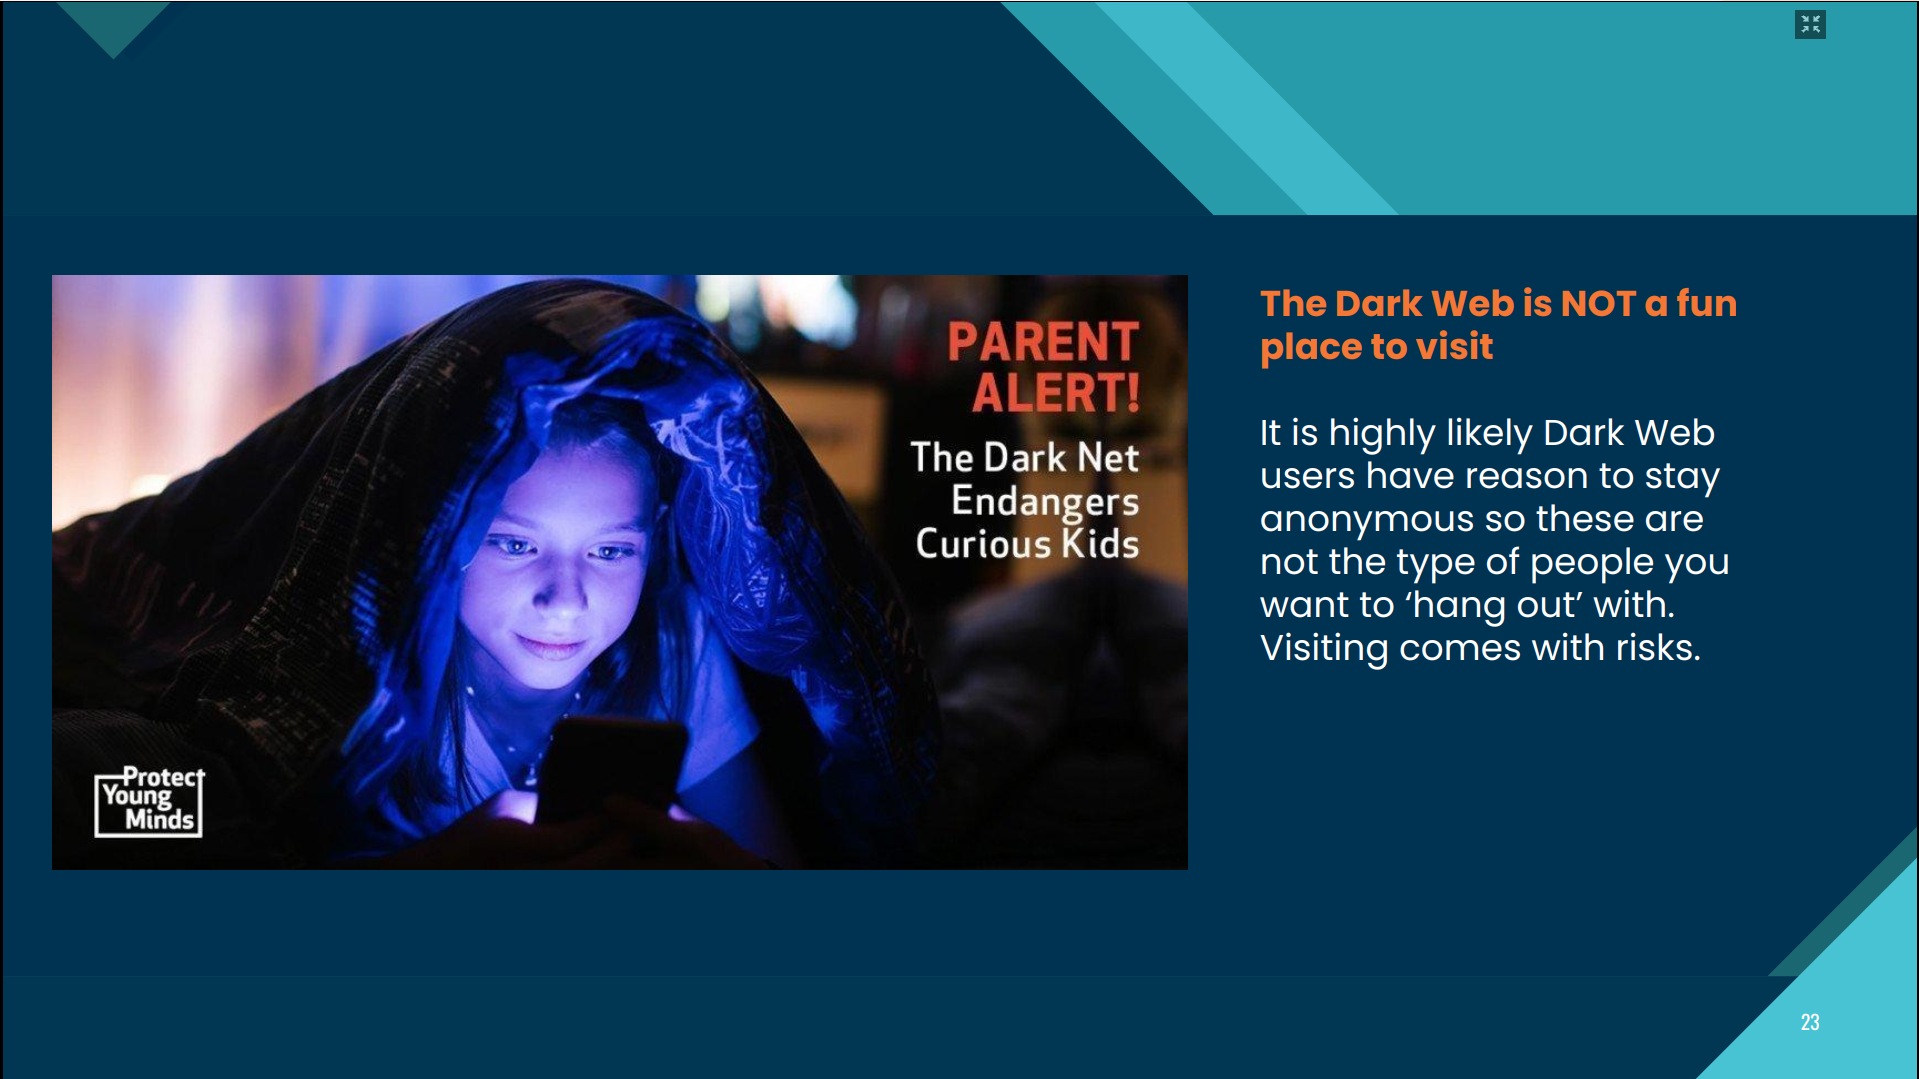 PARENT
ALERT!
The Dark Net
Endangers
Curious Kids
Protect
Young
Minds
The Dark Web is NOT a fun
place to visit
It is highly likely Dark Web
users have reason to stay
anonymous so these are
not the type of people you
want to ‘hang out’ with.
Visiting comes with risks.
23